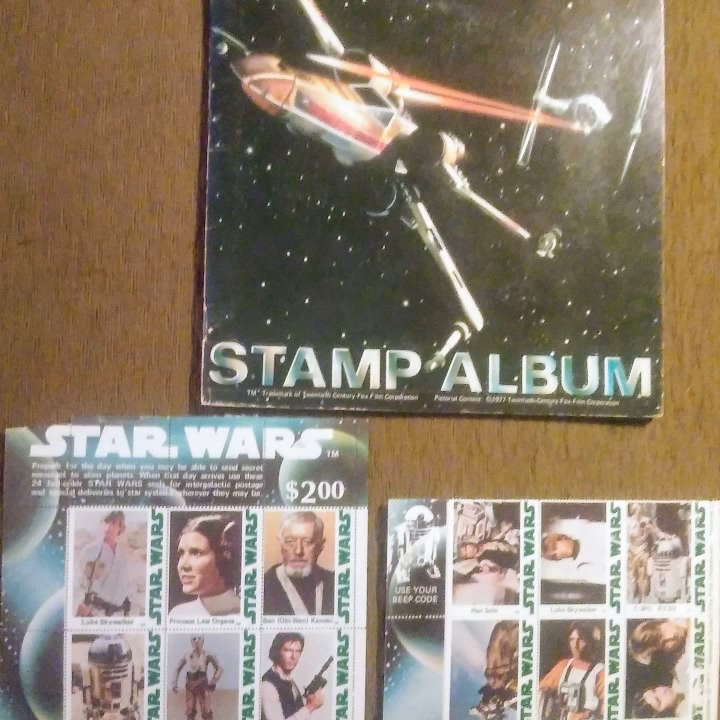 STAMP ALBUM
TM* Trademark of Twentieth Century Fox Film Corporation Pictorial Content ©1977 Twentieth Century-Fox Film Corporation
STAR WARS TM
Prepare for the day when you may be able to send secret
messages to alien planets. When that day arrives use these
24 full-color STAR WARS seals for intergalactic postage
and special deliveries to star systems wherever they may be.
$2.00
STAR WARS
STAR WARS
STAR WARS
Luke Skywalker
Princess Leia Organa
Ben (Obi-Wan) Kenobi
STAR WARS
STAR WARS
STAR WARS
USE YOUR
BEEP CODE
STAR WARS
STAR WARS
STAR WARS
Han Solo
Luke Skywalker
STAR WARS
STAR WARS